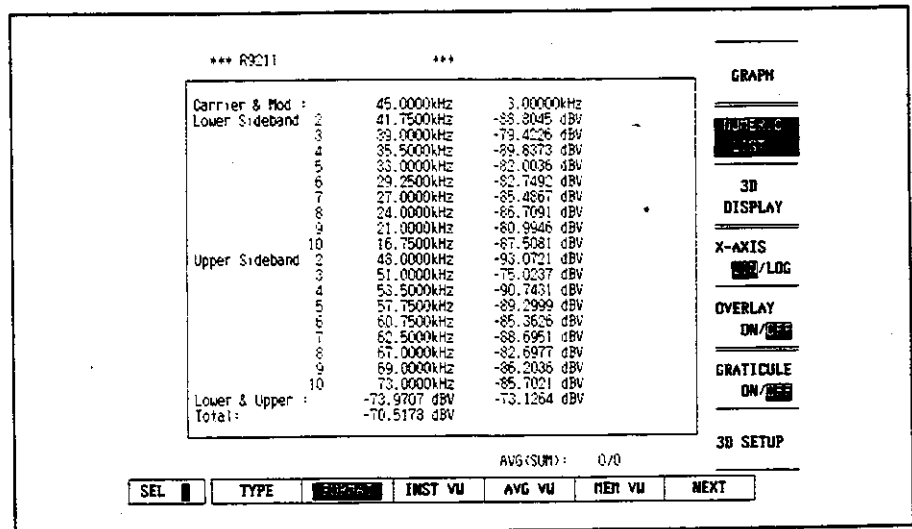 *** R9211 ***
Carrier & Mod : 45.0000kHz 3.00000kHz
Lower Sideband 2 41.7500kHz -88.8045 dBV
3 39.0000kHz -79.4226 dBV
4 35.5000kHz -89.8373 dBV
5 33.0000kHz -82.0036 dBV
6 29.2500kHz -82.7492 dBV
7 27.0000kHz -85.4867 dBV
8 24.0000kHz -86.7091 dBV
9 21.0000kHz -80.9946 dBV
10 16.7500kHz -87.5081 dBV
Upper Sideband 2 48.0000kHz -93.0721 dBV
3 51.0000kHz -75.0237 dBV
4 53.5000kHz -90.7431 dBV
5 57.7500kHz -89.2999 dBV
6 60.7500kHz -85.3626 dBV
7 62.5000kHz -88.6951 dBV
8 67.0000kHz -82.6977 dBV
9 69.0000kHz -86.2036 dBV
10 73.0000kHz -85.7021 dBV
Lower & Upper : -73.9707 dBV -73.1264 dBV
Total: -70.5173 dBV
AVG(SUM): 0/0
GRAPH
NUMERIC
LIST
3D
DISPLAY
X-AXIS
/LOG
OVERLAY
ON/OFF
GRATICULE
ON/OFF
3D SETUP
SEL TYPE FORMAT INST VW AVG VW MEM VW NEXT